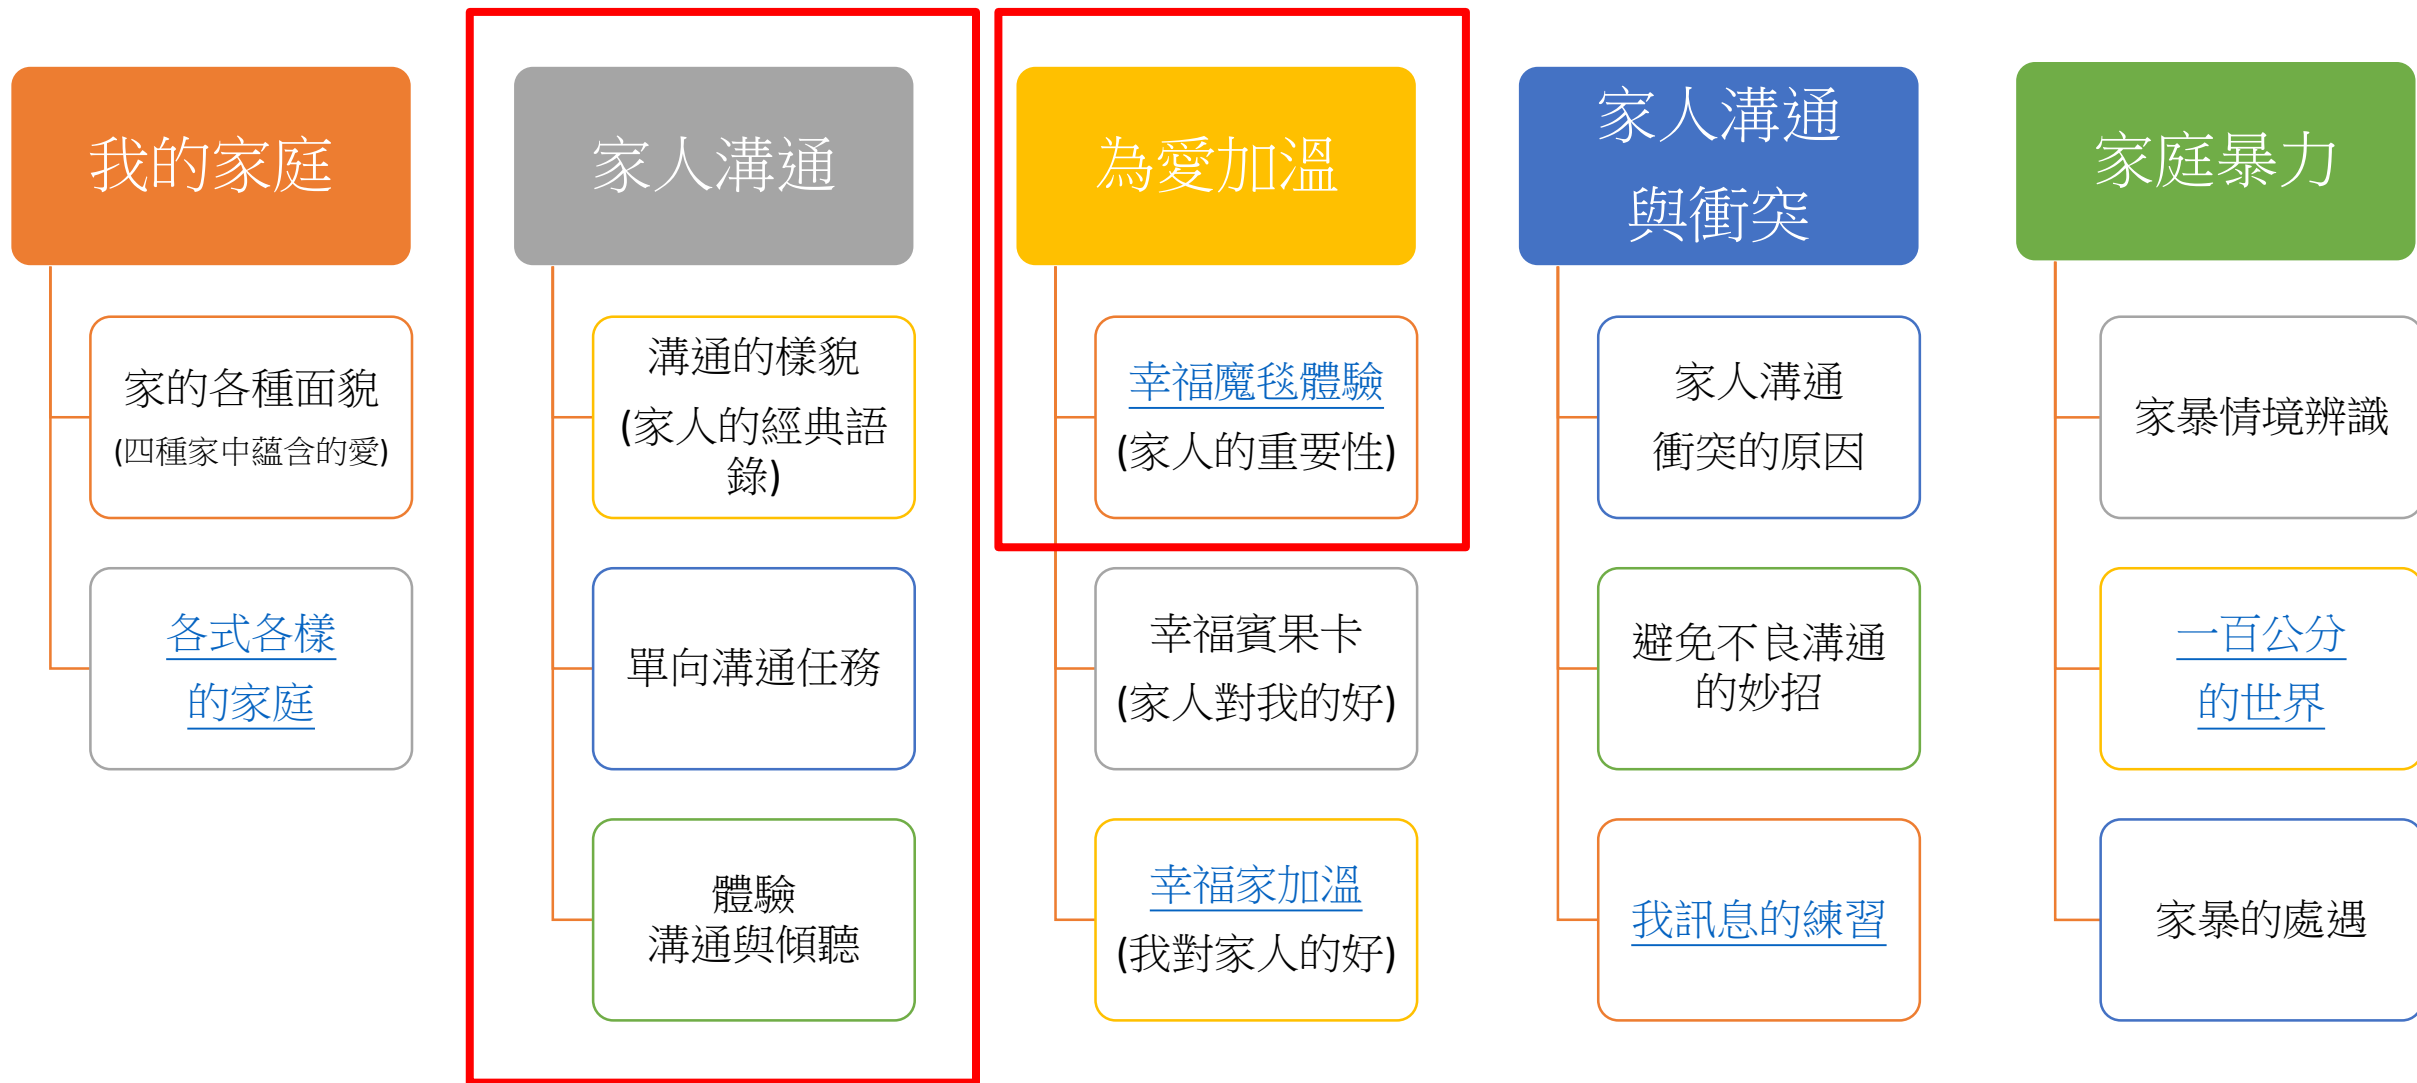 我的家庭
家的各種面貌
(四種家中蘊含的愛)
各式各樣
的家庭
家人溝通
溝通的樣貌
(家人的經典語
錄)
單向溝通任務
體驗
溝通與傾聽
為愛加溫
幸福魔毯體驗
(家人的重要性)
幸福賓果卡
(家人對我的好)
幸福家加溫
(我對家人的好)
家人溝通
與衝突
家人溝通
衝突的原因
避免不良溝通
的妙招
我訊息的練習
家庭暴力
家暴情境辨識
一百公分
的世界
家暴的處遇